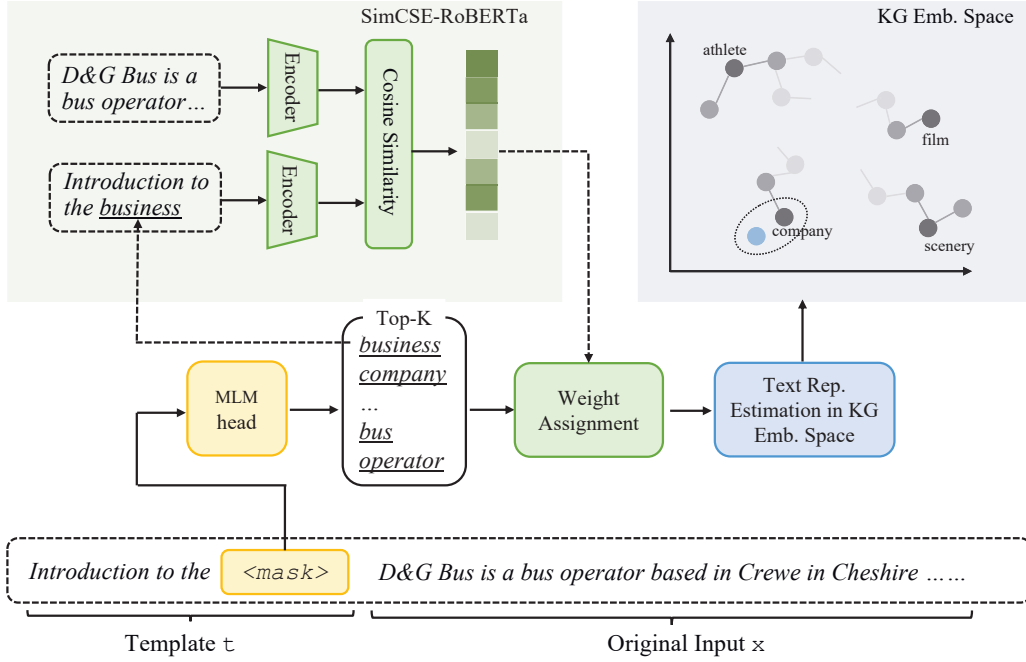 SimCSE-RoBERTa
KG Emb. Space
D&G Bus is a
bus operator…
Encoder
Introduction to
the business
Encoder
Cosine Similarity
athlete
film
company
scenery
Top-K
business
company
…
bus
operator
MLM
head
Weight
Assignment
Text Rep.
Estimation in KG
Emb. Space
Introduction to the <mask> D&G Bus is a bus operator based in Crewe in Cheshire ……
Template t
Original Input x